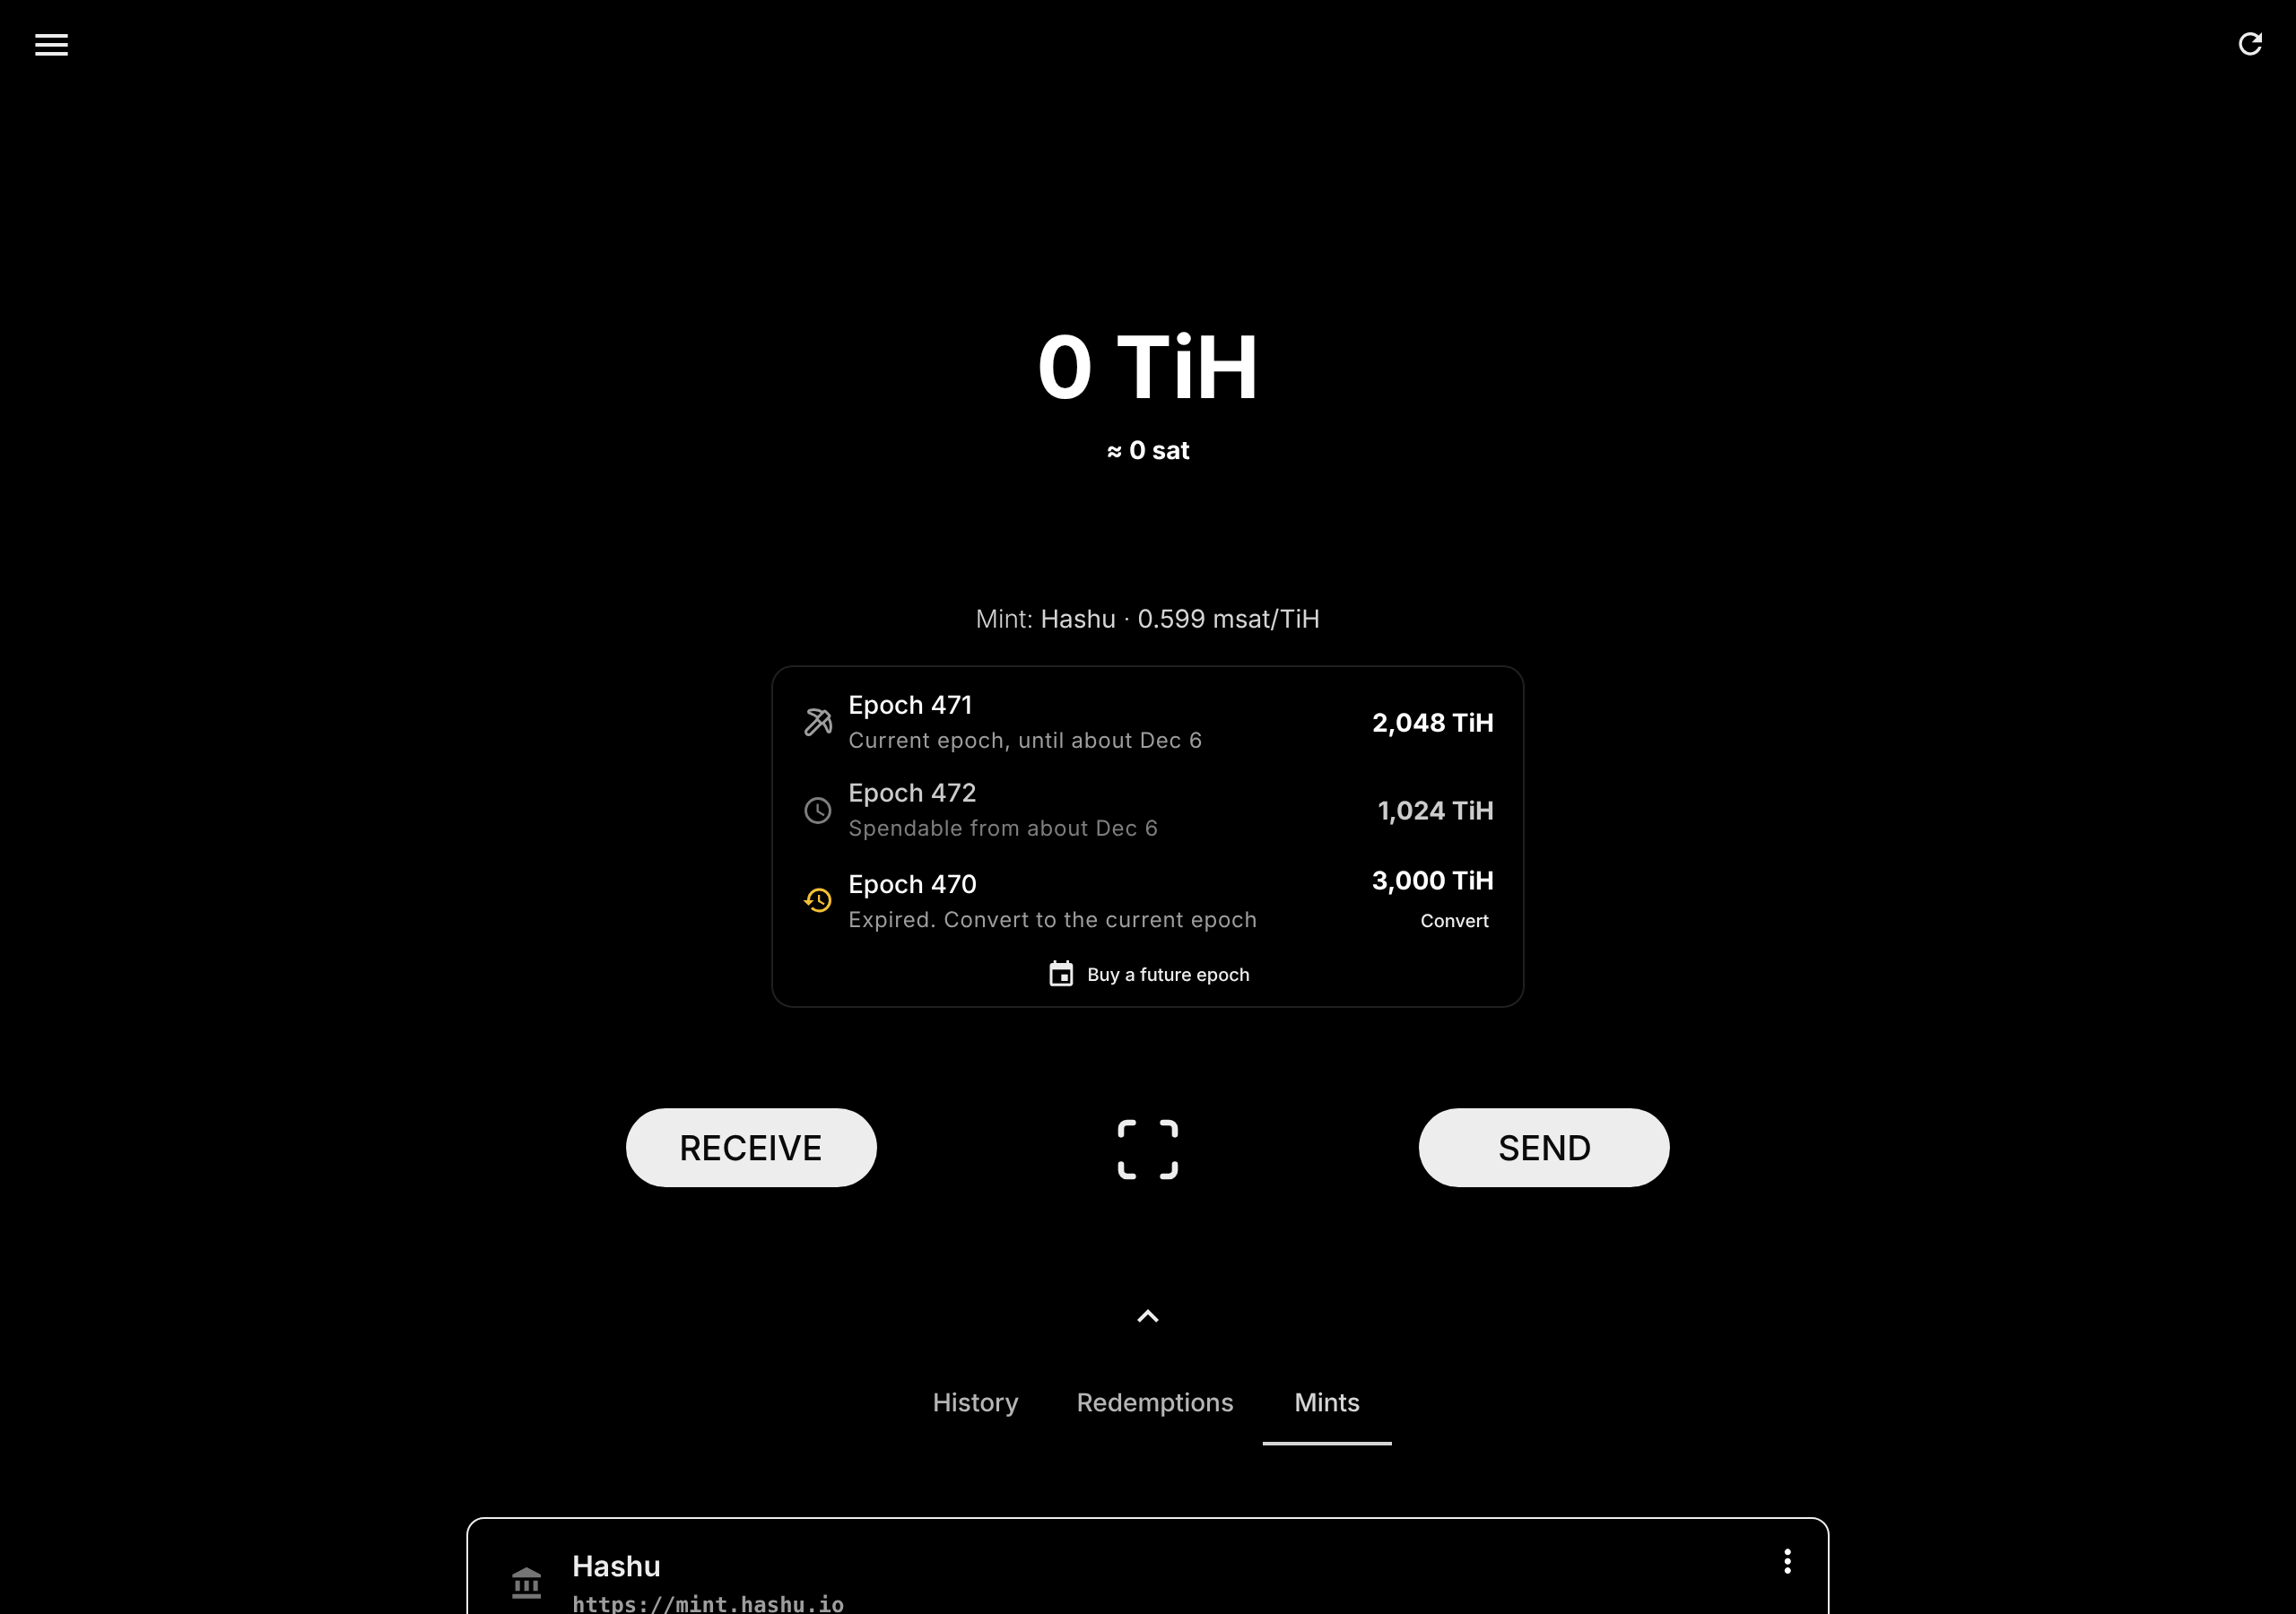 0 TiH
≈ 0 sat
Mint: Hashu · 0.599 msat/TiH
Epoch 471
Current epoch, until about Dec 6
2,048 TiH
Epoch 472
Spendable from about Dec 6
1,024 TiH
Epoch 470
Expired. Convert to the current epoch
3,000 TiH
Convert
Buy a future epoch
RECEIVE
SEND
History
Redemptions
Mints
Hashu
https://mint.hashu.io